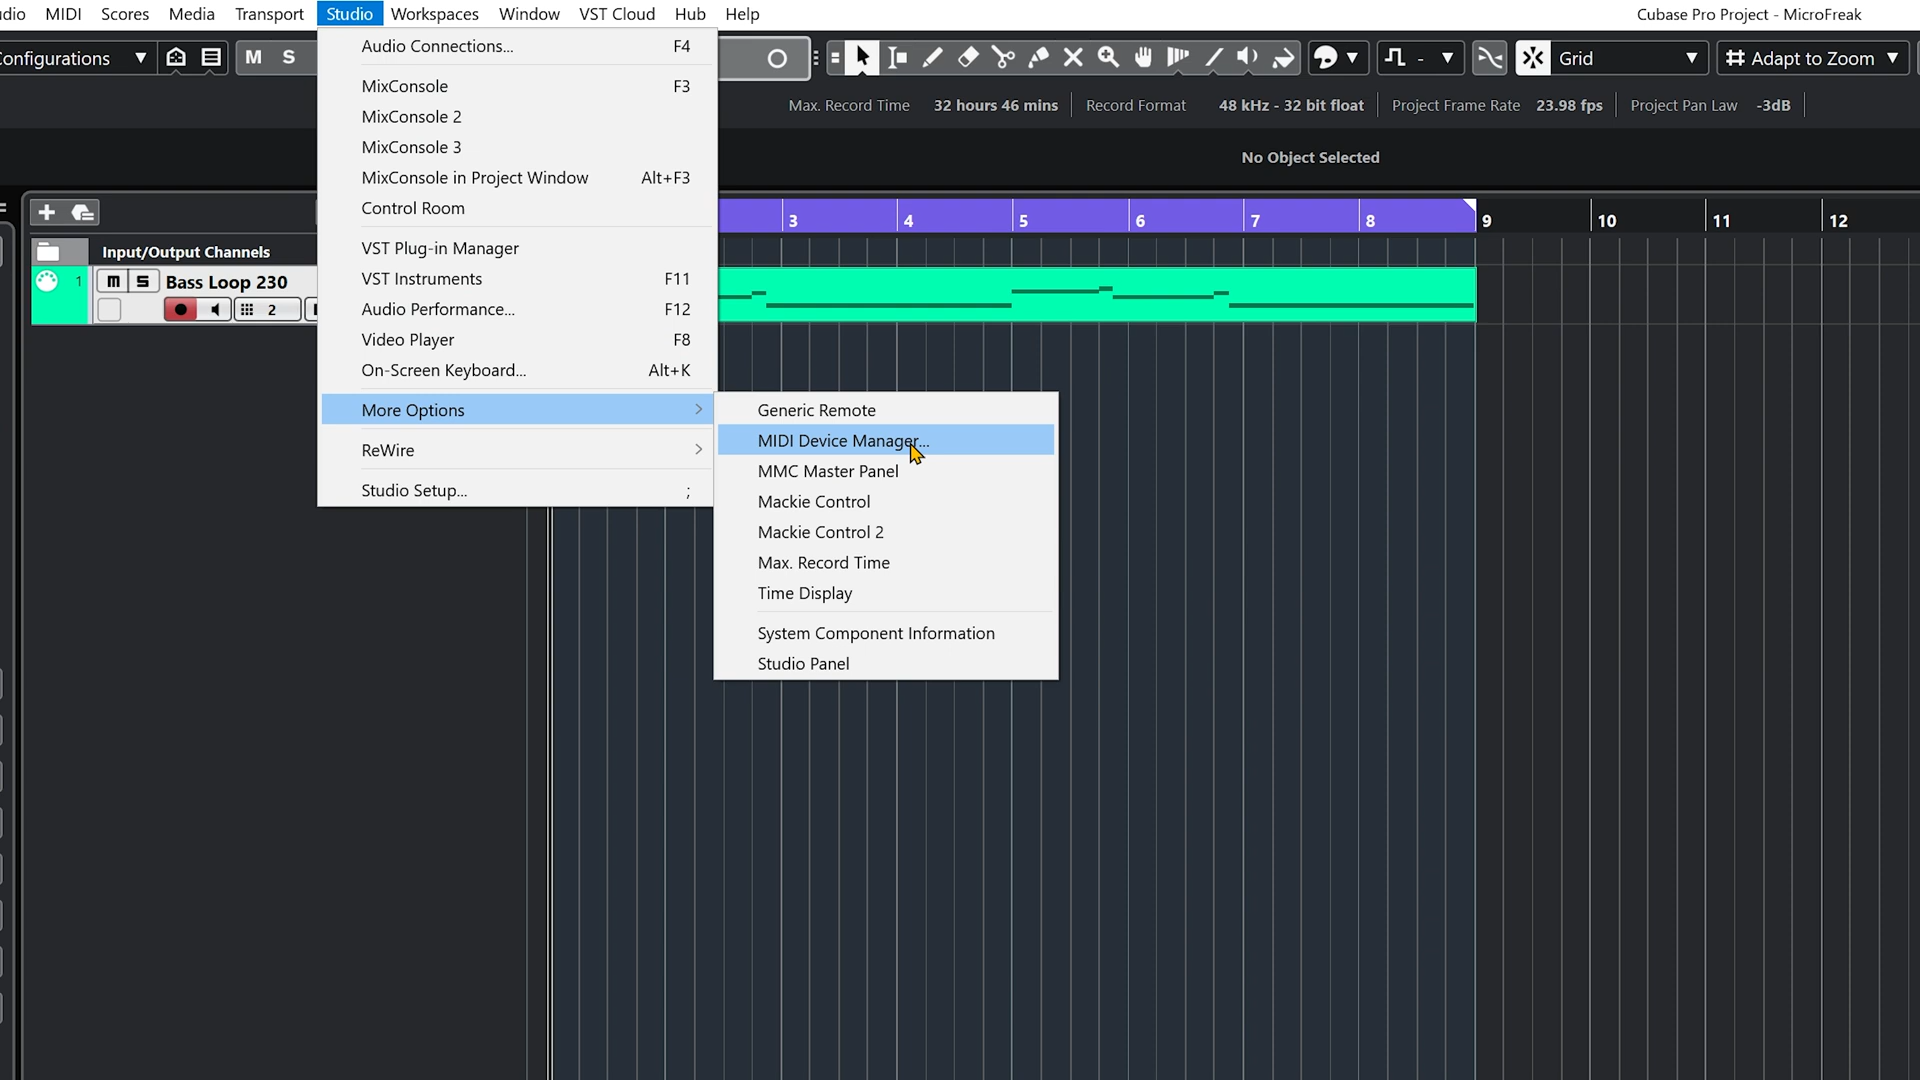 dio MIDI Scores Media Transport Studio Workspaces Window VST Cloud Hub Help
Cubase Pro Project - MicroFreak
onfigurations M S
Grid Adapt to Zoom
Max. Record Time 32 hours 46 mins Record Format 48 kHz - 32 bit float Project Frame Rate 23.98 fps Project Pan Law -3dB
No Object Selected
Audio Connections... F4
MixConsole F3
MixConsole 2
MixConsole 3
MixConsole in Project Window Alt+F3
Control Room
VST Plug-in Manager
VST Instruments F11
Audio Performance... F12
Video Player F8
On-Screen Keyboard... Alt+K
More Options
ReWire
Studio Setup... ;
Generic Remote
MIDI Device Manager...
MMC Master Panel
Mackie Control
Mackie Control 2
Max. Record Time
Time Display
System Component Information
Studio Panel
3 4 5 6 7 8 9 10 11 12
Input/Output Channels
1 m S Bass Loop 230
2